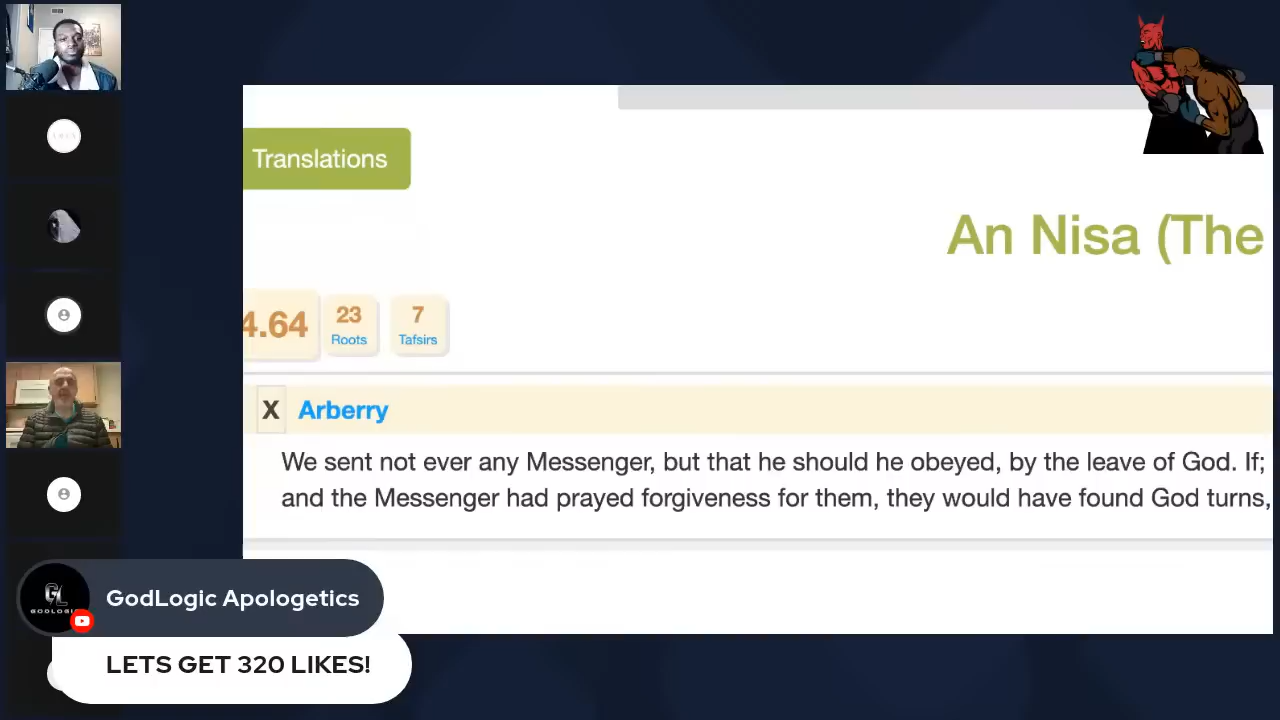 Translations
An Nisa (The
4.64
23
Roots
7
Tafsirs
X Arberry
We sent not ever any Messenger, but that he should he obeyed, by the leave of God. If;
and the Messenger had prayed forgiveness for them, they would have found God turns,
GL
GODLOGIC
GodLogic Apologetics
LETS GET 320 LIKES!